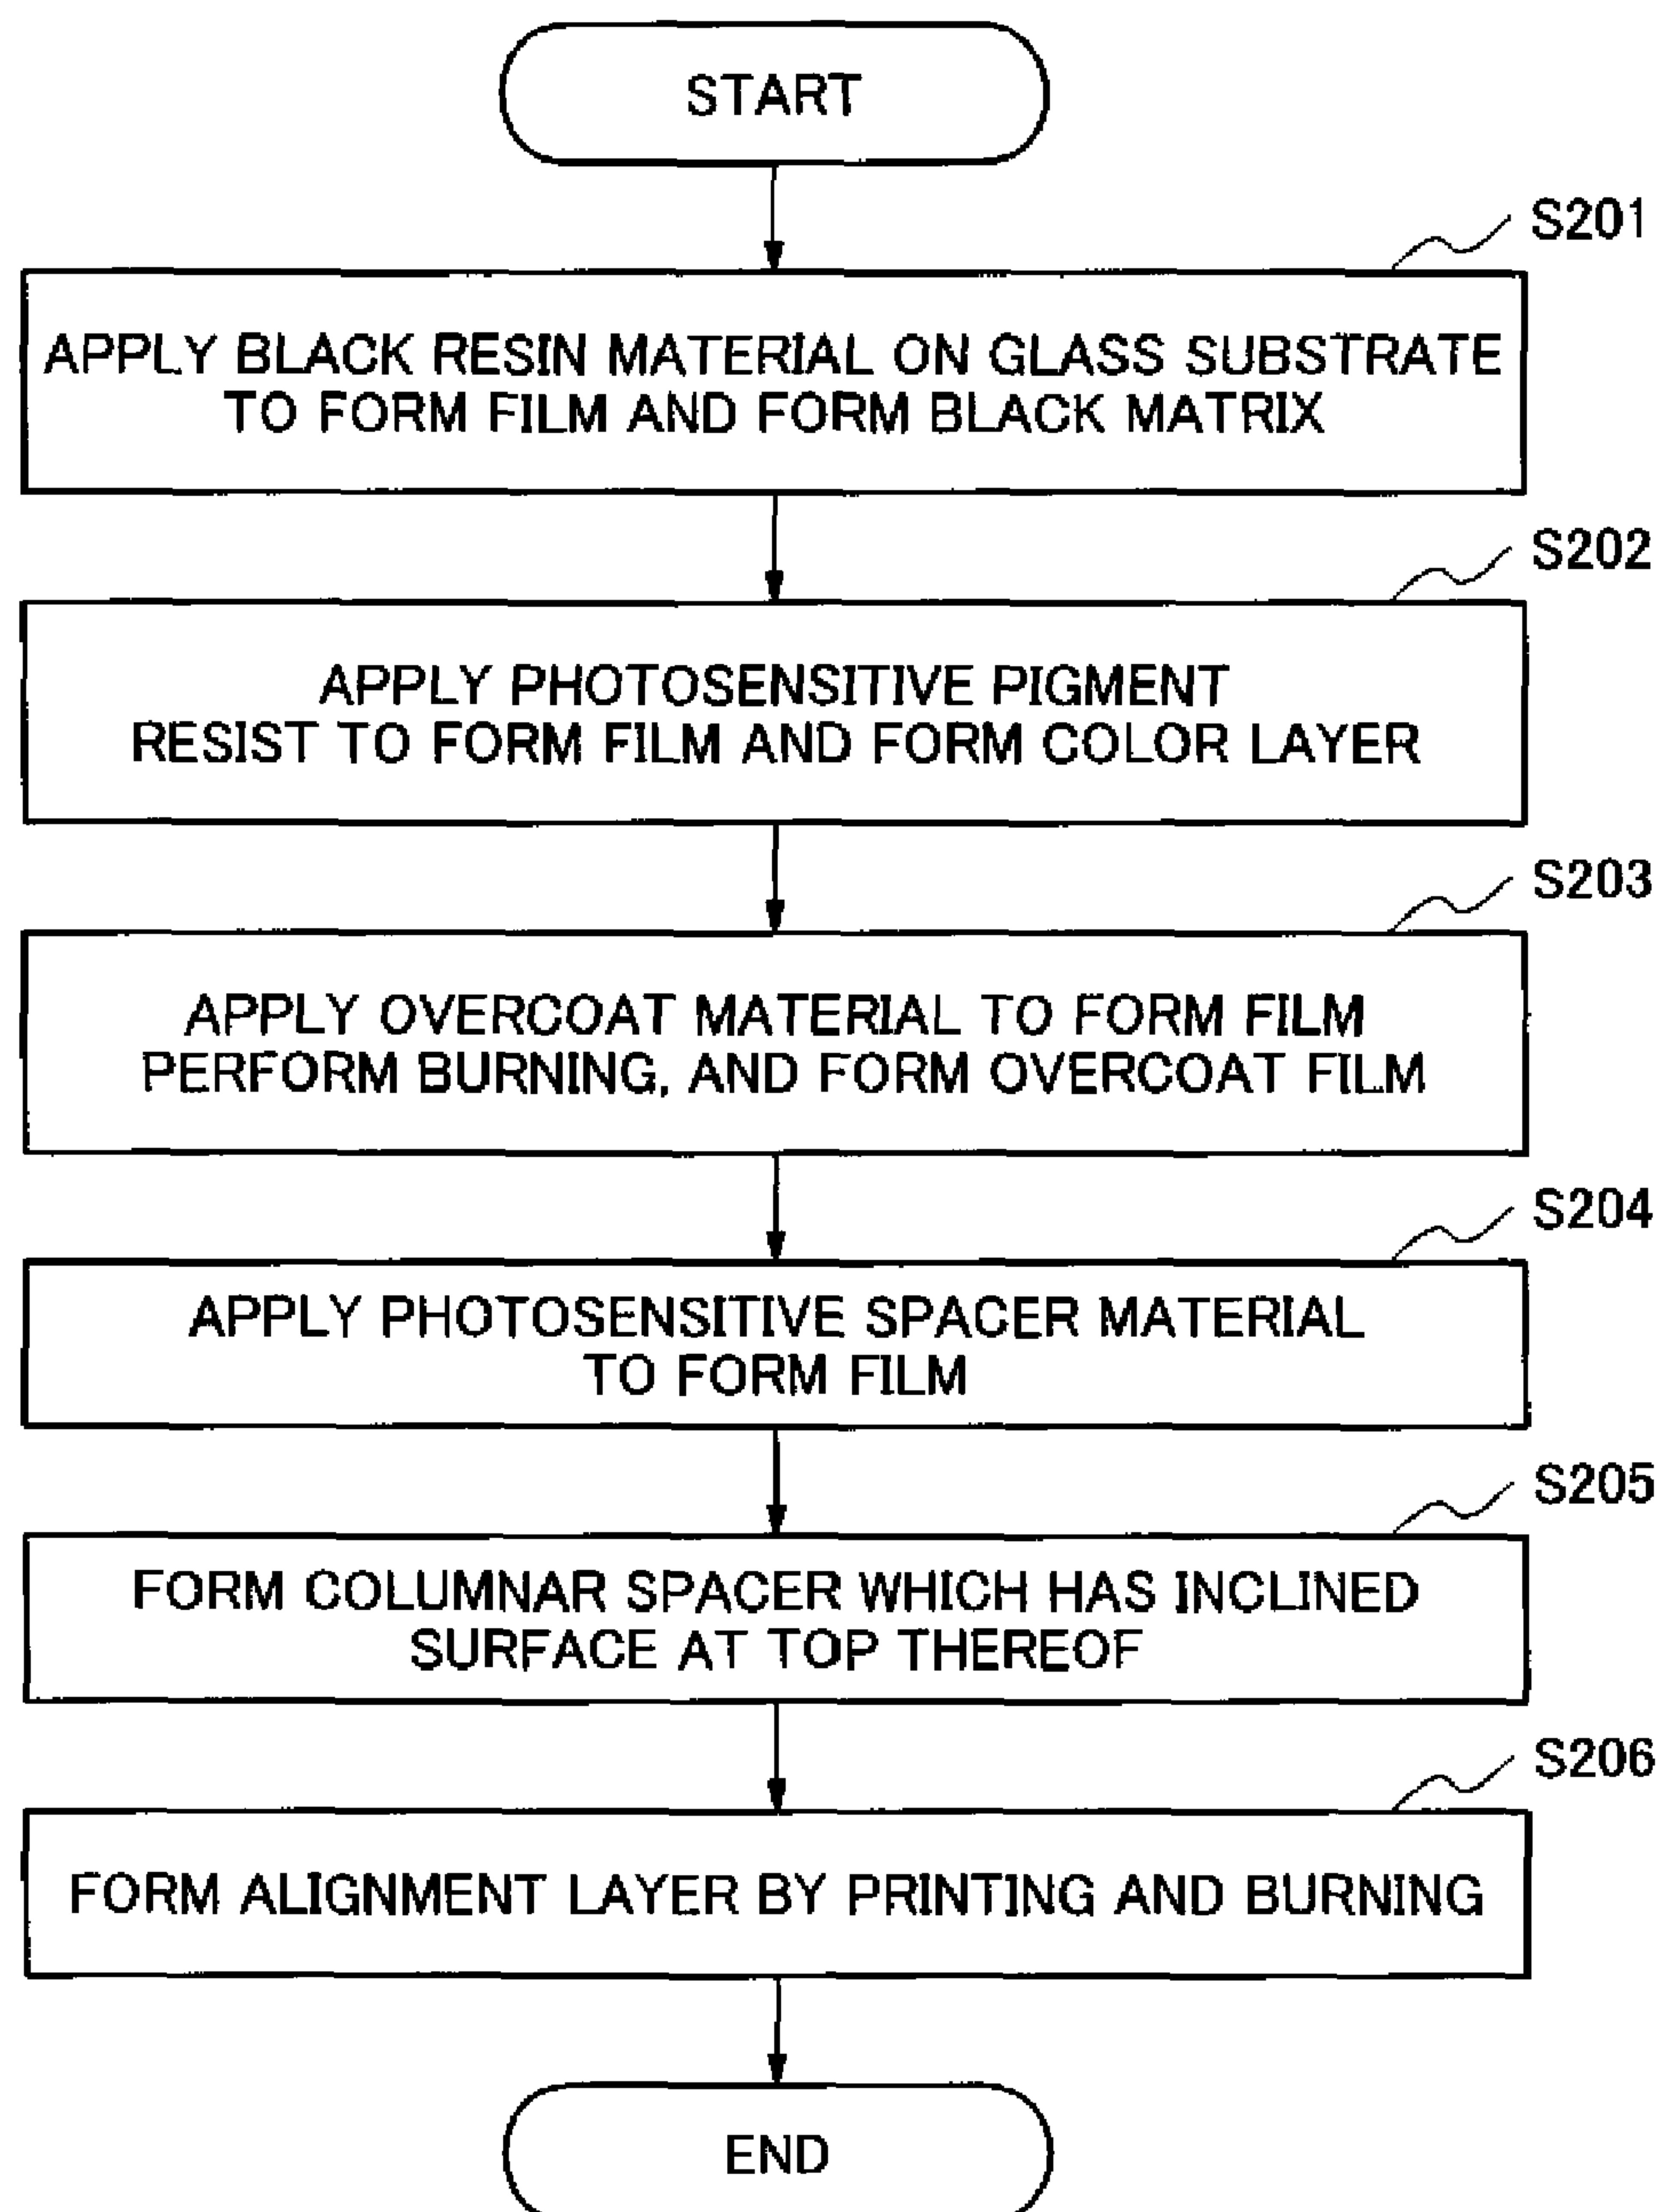 START
S201
APPLY BLACK RESIN MATERIAL ON GLASS SUBSTRATE
TO FORM FILM AND FORM BLACK MATRIX
S202
APPLY PHOTOSENSITIVE PIGMENT
RESIST TO FORM FILM AND FORM COLOR LAYER
S203
APPLY OVERCOAT MATERIAL TO FORM FILM
PERFORM BURNING, AND FORM OVERCOAT FILM
S204
APPLY PHOTOSENSITIVE SPACER MATERIAL
TO FORM FILM
S205
FORM COLUMNAR SPACER WHICH HAS INCLINED
SURFACE AT TOP THEREOF
S206
FORM ALIGNMENT LAYER BY PRINTING AND BURNING
END